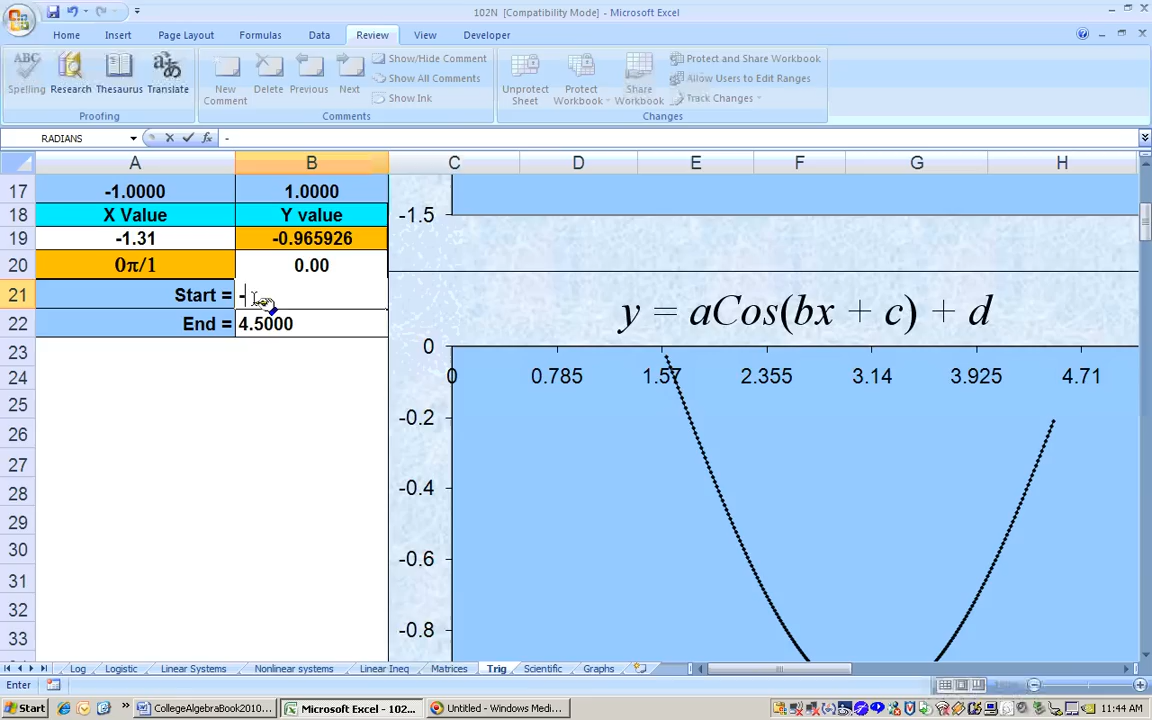 102N [Compatibility Mode] - Microsoft Excel
Home Insert Page Layout Formulas Data Review View Developer
ABC
Spelling Research Thesaurus Translate
Proofing
New Comment Delete Previous Next
Show/Hide Comment
Show All Comments
Show Ink
Comments
Unprotect Sheet Protect Workbook Share Workbook
Protect and Share Workbook
Allow Users to Edit Ranges
Track Changes
Changes
RADIANS fx -
A B C D E F G H
17 -1.0000 1.0000
18 X Value Y value
19 -1.31 -0.965926
20 0π/1 0.00
21 Start = -
22 End = 4.5000
23
24
25
26
27
28
29
30
31
32
33
-1.5
y = aCos(bx + c) + d
0
0 0.785 1.57 2.355 3.14 3.925 4.71
-0.2
-0.4
-0.6
-0.8
Log Logistic Linear Systems Nonlinear systems Linear Ineq Matrices Trig Scientific Graphs
Enter
Start CollegeAlgebraBook2010... Microsoft Excel - 102... Untitled - Windows Medi... 11:44 AM